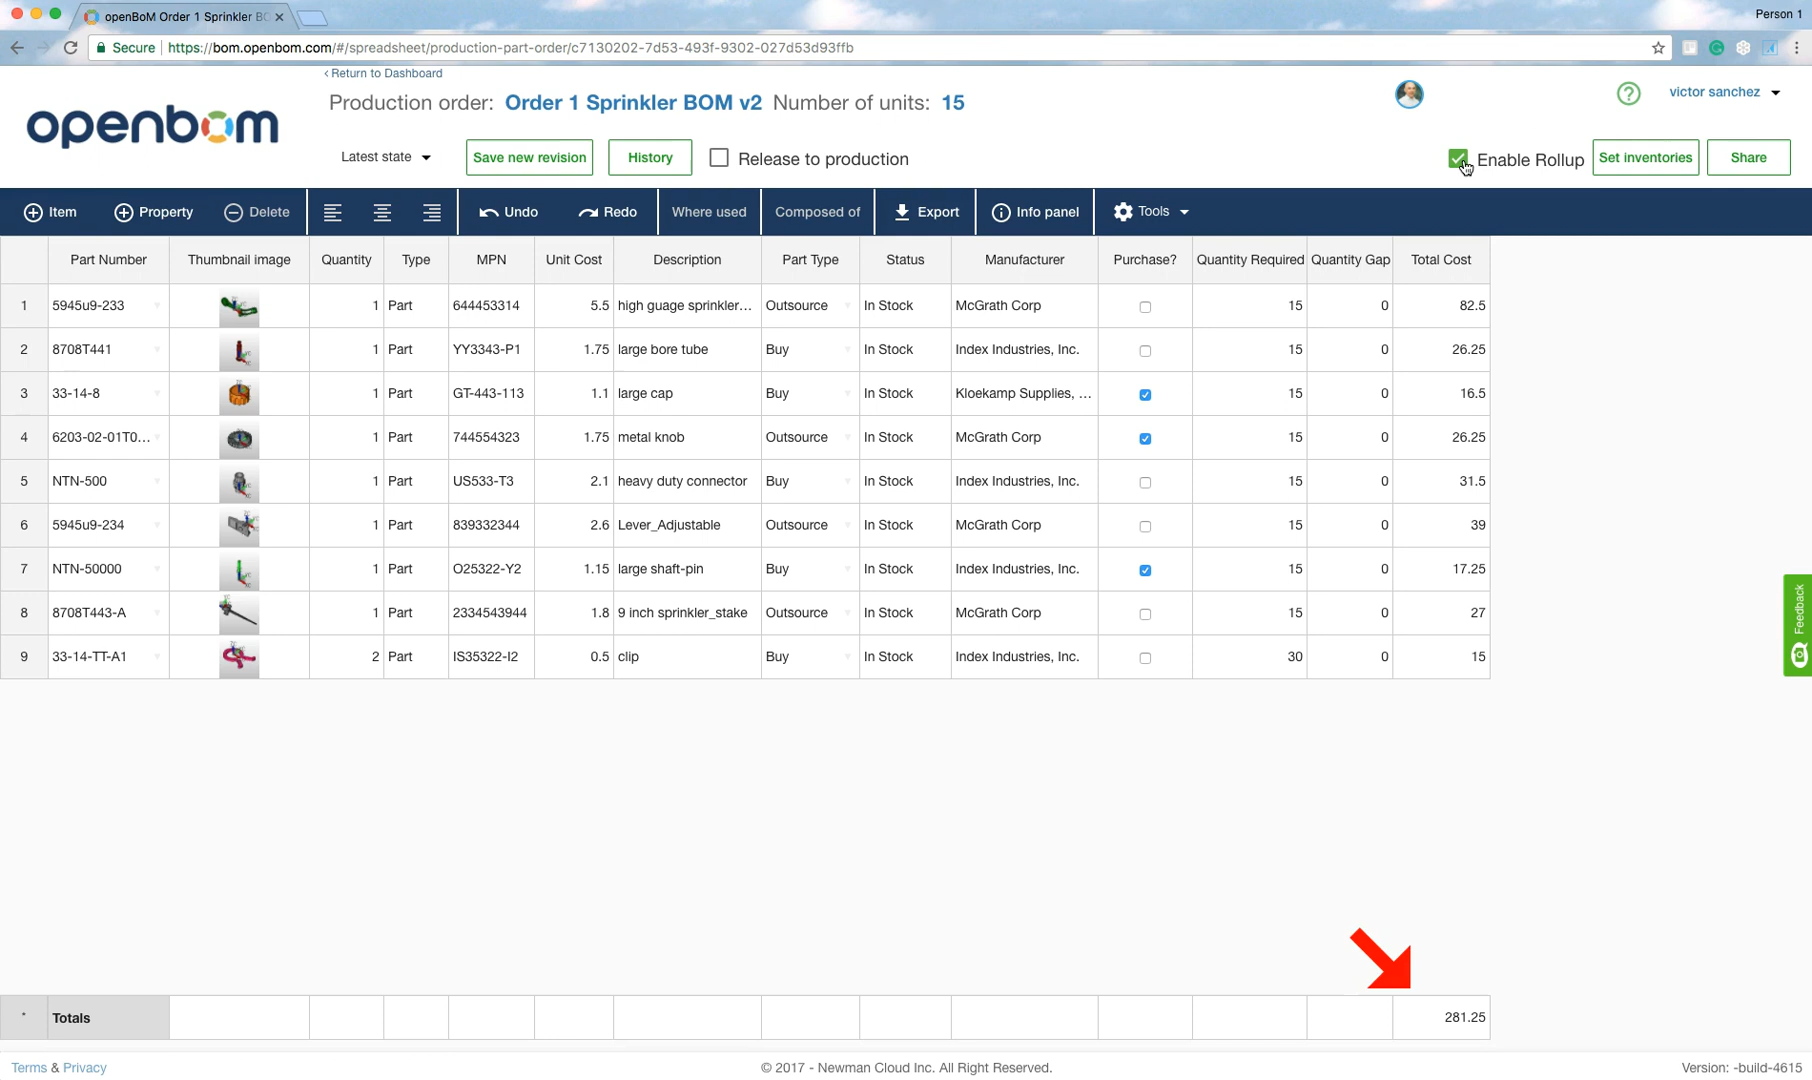 openBoM Order 1 Sprinkler BO
Person 1
Secure
https://bom.openbom.com/#/spreadsheet/production-part-order/c7130202-7d53-493f-9302-027d53d93ffb
‹ Return to Dashboard
openbom
Production order: Order 1 Sprinkler BOM v2 Number of units: 15
victor sanchez
Latest state
Save new revision
History
Release to production
Enable Rollup
Set inventories
Share
Item Property Delete Undo Redo Where used Composed of Export Info panel Tools
Part Number Thumbnail image Quantity Type MPN Unit Cost Description Part Type Status Manufacturer Purchase? Quantity Required Quantity Gap Total Cost
1 5945u9-233 1 Part 644453314 5.5 high guage sprinkler... Outsource In Stock McGrath Corp 15 0 82.5
2 8708T441 1 Part YY3343-P1 1.75 large bore tube Buy In Stock Index Industries, Inc. 15 0 26.25
3 33-14-8 1 Part GT-443-113 1.1 large cap Buy In Stock Kloekamp Supplies, ... 15 0 16.5
4 6203-02-01T0... 1 Part 744554323 1.75 metal knob Outsource In Stock McGrath Corp 15 0 26.25
5 NTN-500 1 Part US533-T3 2.1 heavy duty connector Buy In Stock Index Industries, Inc. 15 0 31.5
6 5945u9-234 1 Part 839332344 2.6 Lever_Adjustable Outsource In Stock McGrath Corp 15 0 39
7 NTN-50000 1 Part O25322-Y2 1.15 large shaft-pin Buy In Stock Index Industries, Inc. 15 0 17.25
8 8708T443-A 1 Part 2334543944 1.8 9 inch sprinkler_stake Outsource In Stock McGrath Corp 15 0 27
9 33-14-TT-A1 2 Part IS35322-I2 0.5 clip Buy In Stock Index Industries, Inc. 30 0 15
Feedback
* Totals 281.25
Terms & Privacy
© 2017 - Newman Cloud Inc. All Right Reserved.
Version: -build-4615